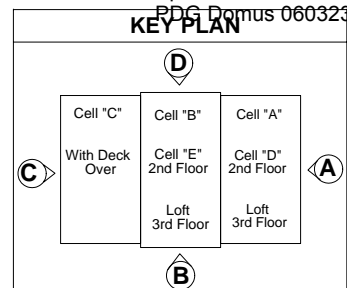 PDG Domus 060323
KEY PLAN
D
Cell "C"
With Deck
Over
Cell "B"
Cell "E"
2nd Floor
Loft
3rd Floor
Cell "A"
Cell "D"
2nd Floor
Loft
3rd Floor
C
A
B